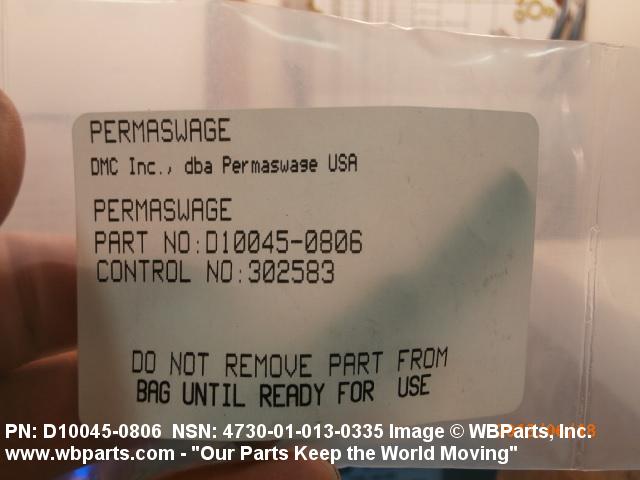 PERMASWAGE
DMC Inc., dba Permaswage USA
PERMASWAGE
PART NO:D10045-0806
CONTROL NO:302583
DO NOT REMOVE PART FROM
BAG UNTIL READY FOR USE
PN: D10045-0806 NSN: 4730-01-013-0335 Image © WBParts, Inc.
www.wbparts.com - "Our Parts Keep the World Moving"